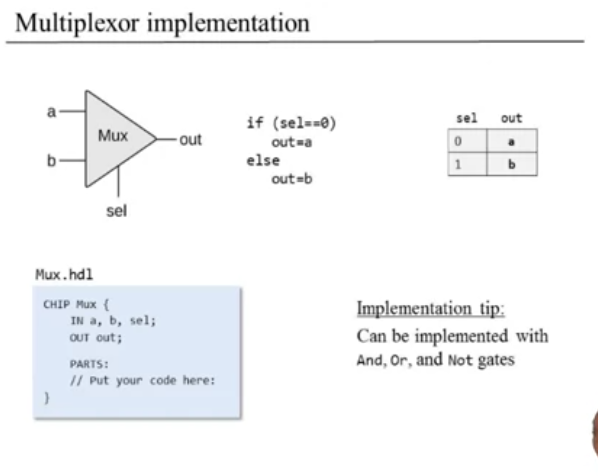 Multiplexor implementation
a
Mux
out
b
sel
if (sel==0)
out=a
else
out=b
sel out
0 a
1 b
Mux.hdl
CHIP Mux {
IN a, b, sel;
OUT out;
PARTS:
// Put your code here:
}
Implementation tip:
Can be implemented with
And, Or, and Not gates